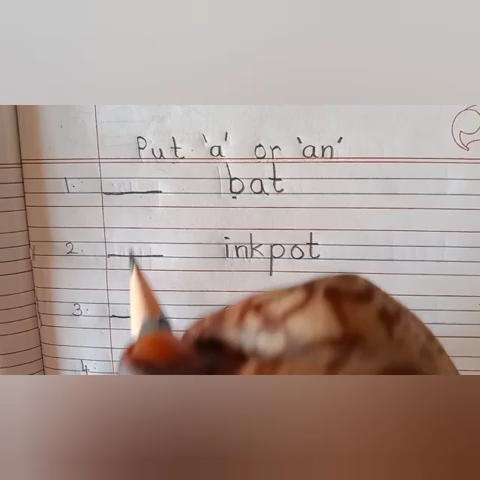 Put 'a' or 'an'
1. ___ bat
2. ___ inkpot
3.
4.